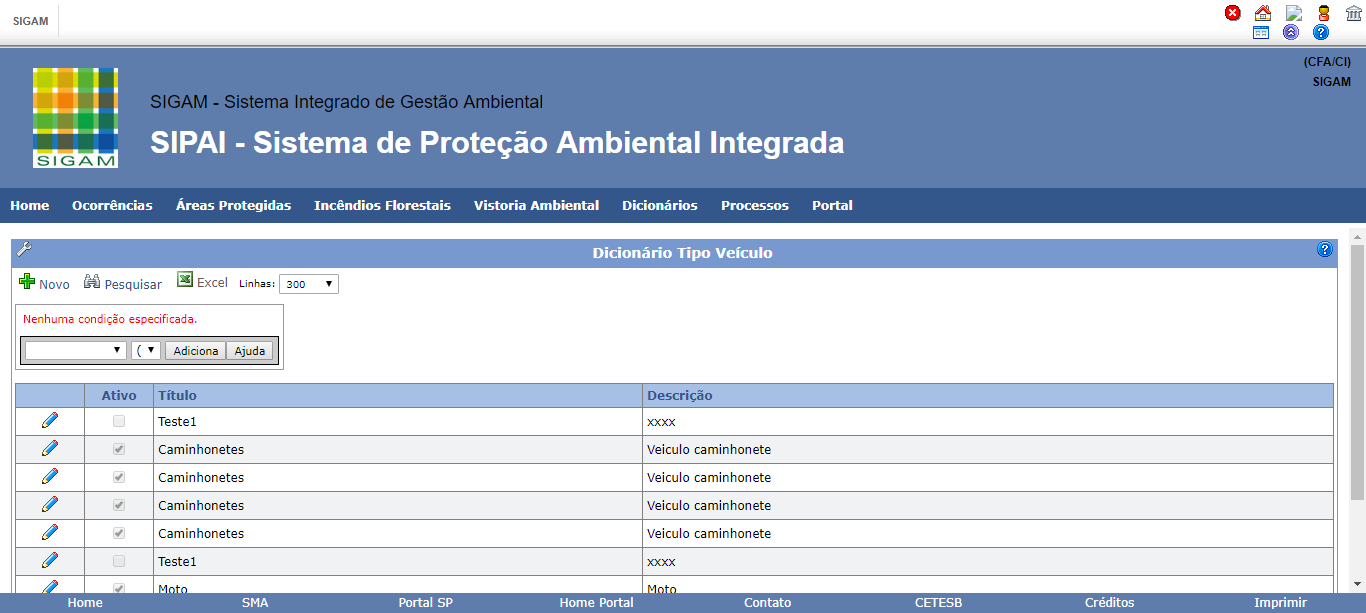 SIGAM
(CFA/CI)
SIGAM
SIGAM
SIGAM - Sistema Integrado de Gestão Ambiental
SIPAI - Sistema de Proteção Ambiental Integrada
Home Ocorrências Áreas Protegidas Incêndios Florestais Vistoria Ambiental Dicionários Processos Portal
Dicionário Tipo Veículo
Novo Pesquisar Excel Linhas: 300
Nenhuma condição especificada.
( Adiciona Ajuda
Ativo Título Descrição
Teste1 xxxx
Caminhonetes Veiculo caminhonete
Caminhonetes Veiculo caminhonete
Caminhonetes Veiculo caminhonete
Caminhonetes Veiculo caminhonete
Teste1 xxxx
Moto Moto
Home SMA Portal SP Home Portal Contato CETESB Créditos Imprimir